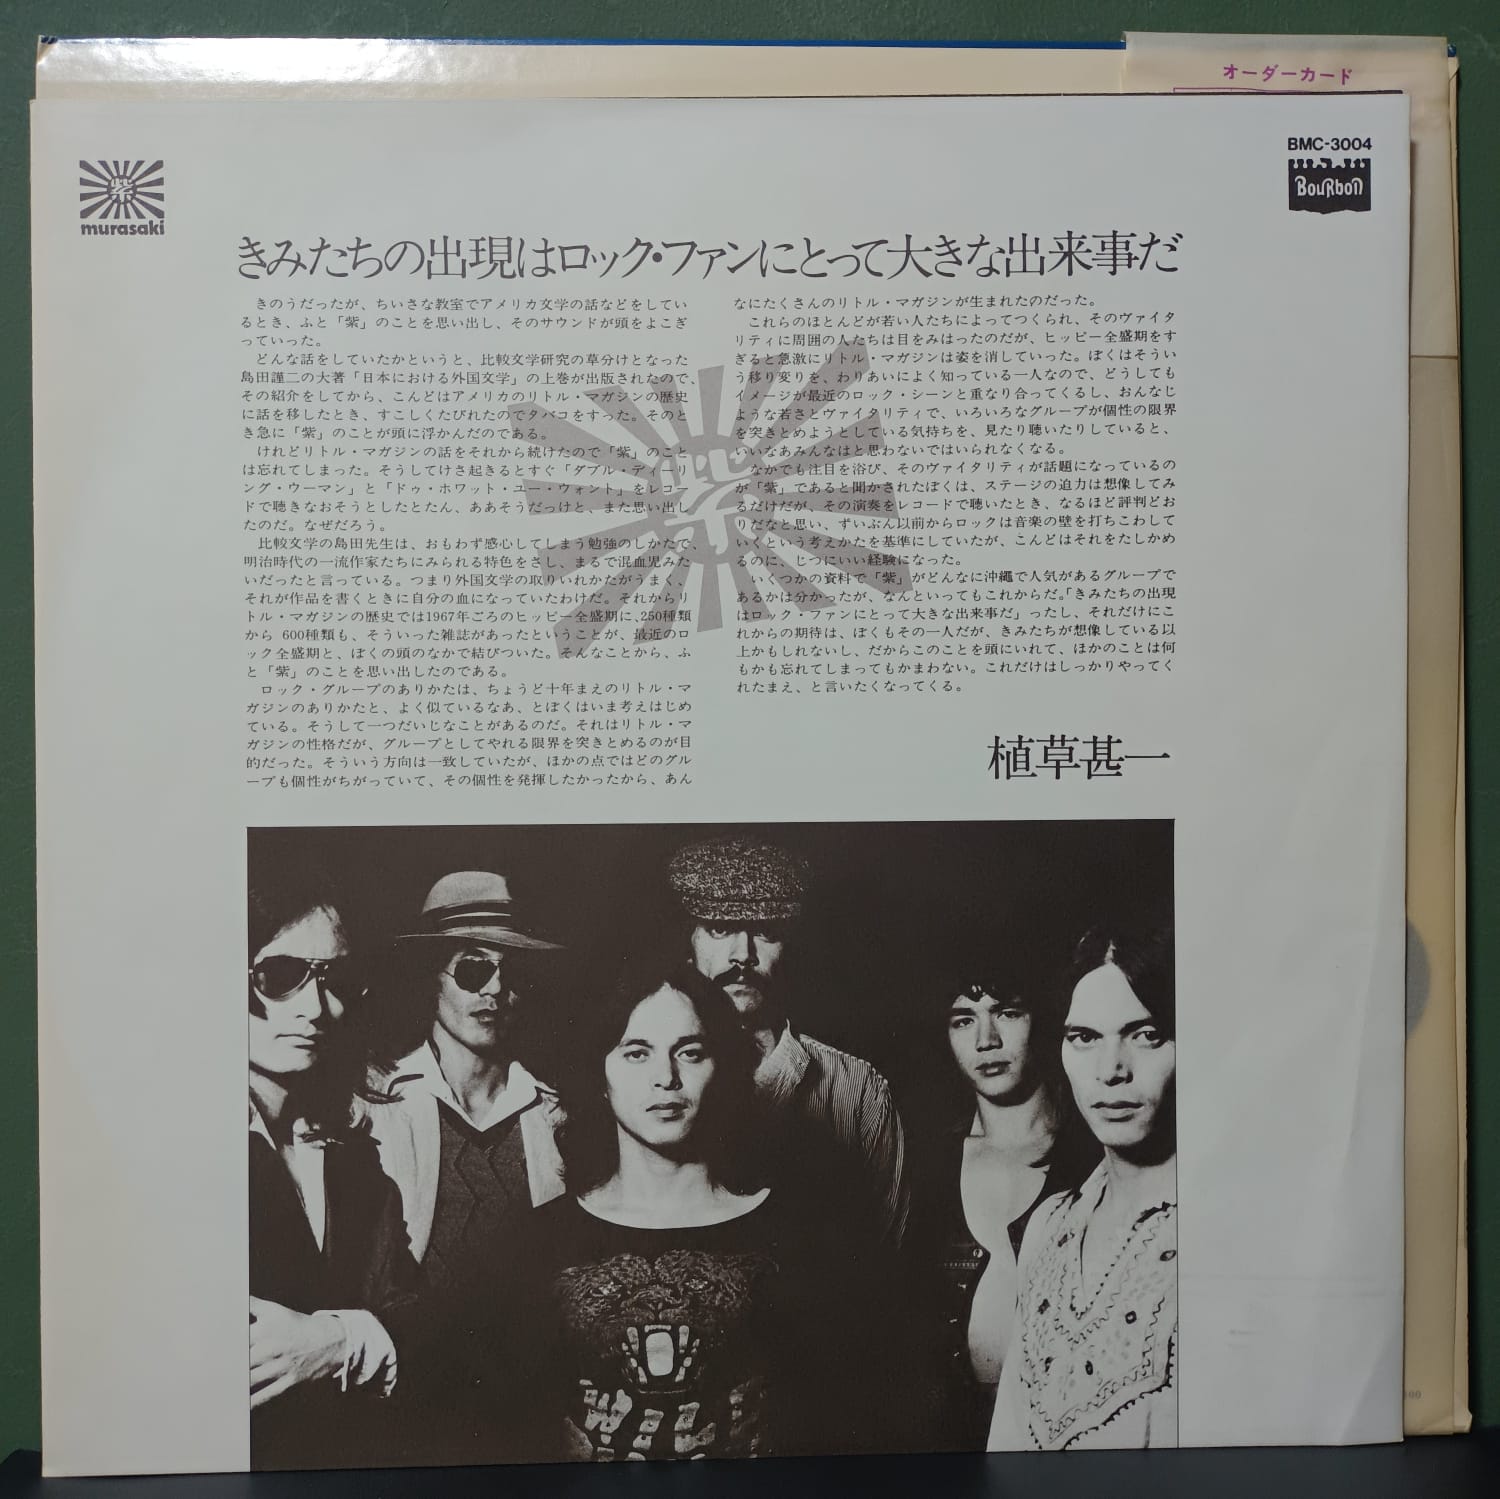 オーダーカード
BMC-3004
BouRbon
紫
murasaki
きみたちの出現はロック・ファンにとって大きな出来事だ
きのうだったが、ちいさな教室でアメリカ文学の話などをしてい
るとき、ふと「紫」のことを思い出し、そのサウンドが頭をよこぎ
っていった。
どんな話をしていたかというと、比較文学研究の草分けとなった
島田謹二の大著「日本における外国文学」の上巻が出版されたので、
その紹介をしてから、こんどはアメリカのリトル・マガジンの歴史
に話を移したとき、すこしくたびれたのでタバコをすった。そのと
き急に「紫」のことが頭に浮かんだのである。
けれどリトル・マガジンの話をそれから続けたので「紫」のこと
は忘れてしまった。そうしてけさ起きるとすぐ「ダブル・ディーリ
ング・ウーマン」と「ドゥ・ホワット・ユー・ウォント」をレコー
ドで聴きなおそうとしたとたん、ああそうだっけと、また思い出し
たのだ。なぜだろう。
比較文学の島田先生は、おもわず感心してしまう勉強のしかたで、
明治時代の一流作家たちにみられる特色をさし、まるで混血児みた
いだったと言っている。つまり外国文学の取りいれかたがうまく、
それが作品を書くときに自分の血になっていたわけだ。それからリ
トル・マガジンの歴史では1967年ごろのヒッピー全盛期に、250種類
から 600種類も、そういった雑誌があったということが、最近のロ
ック全盛期と、ぼくの頭のなかで結びついた。そんなことから、ふ
と「紫」のことを思い出したのである。
ロック・グループのありかたは、ちょうど十年まえのリトル・マ
ガジンのありかたと、よく似ているなあ、とぼくはいま考えはじめ
ている。そうして一つだいじなことがあるのだ。それはリトル・マ
ガジンの性格だが、グループとしてやれる限界を突きとめるのが目
的だった。そういう方向は一致していたが、ほかの点ではどのグル
ープも個性がちがっていて、その個性を発揮したかったから、あん
なにたくさんのリトル・マガジンが生まれたのだった。
これらのほとんどが若い人たちによってつくられ、そのヴァイタ
リティに周囲の人たちは目をみはったのだが、ヒッピー全盛期をす
ぎると急激にリトル・マガジンは姿を消していった。ぼくはそうい
う移り変りを、わりあいによく知っている一人なので、どうしても
イメージが最近のロック・シーンと重なり合ってくるし、おんなじ
ような若さとヴァイタリティで、いろいろなグループが個性の限界
を突きとめようとしている気持ちを、見たり聴いたりしていると、
いいなあみんなはと思わないではいられなくなる。
なかでも注目を浴び、そのヴァイタリティが話題になっているの
が「紫」であると聞かされたぼくは、ステージの迫力は想像してみ
るだけだが、その演奏をレコードで聴いたとき、なるほど評判どお
りだなと思い、ずいぶん以前からロックは音楽の壁を打ちこわして
いくという考えかたを基準にしていたが、こんどはそれをたしかめ
るのに、じつにいい経験になった。
いくつかの資料で「紫」がどんなに沖繩で人気があるグループで
あるかは分かったが、なんといってもこれからだ。「きみたちの出現
はロック・ファンにとって大きな出来事だ」ったし、それだけにこ
れからの期待は、ぼくもその一人だが、きみたちが想像している以
上かもしれないし、だからこのことを頭にいれて、ほかのことは何
もかも忘れてしまってもかまわない。これだけはしっかりやってく
れたまえ、と言いたくなってくる。
植草甚一